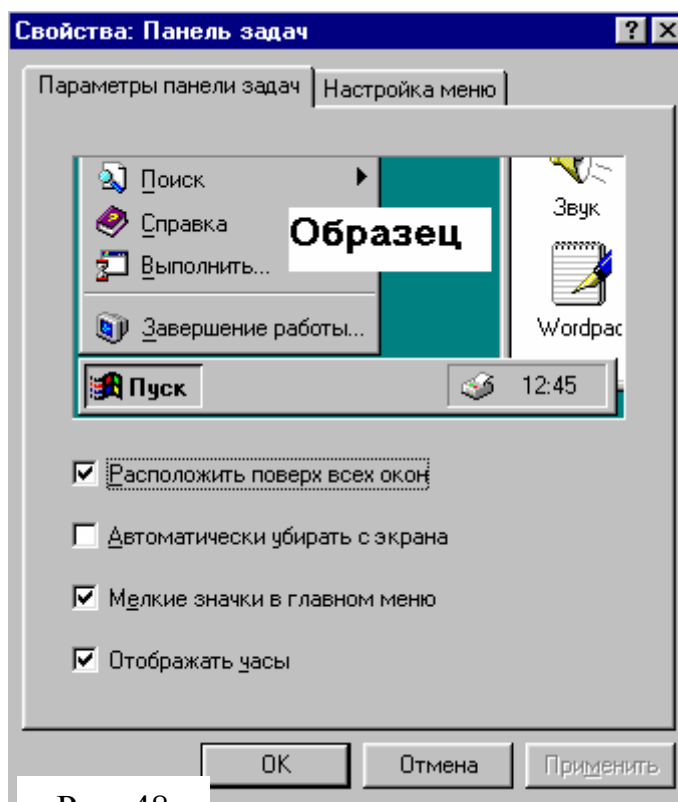 Свойства: Панель задач
Параметры панели задач
Настройка меню
Поиск
Справка
Выполнить...
Завершение работы...
Образец
Звук
Wordpad
Пуск
12:45
Расположить поверх всех окон
Автоматически убирать с экрана
Мелкие значки в главном меню
Отображать часы
OK
Отмена
Применить
48